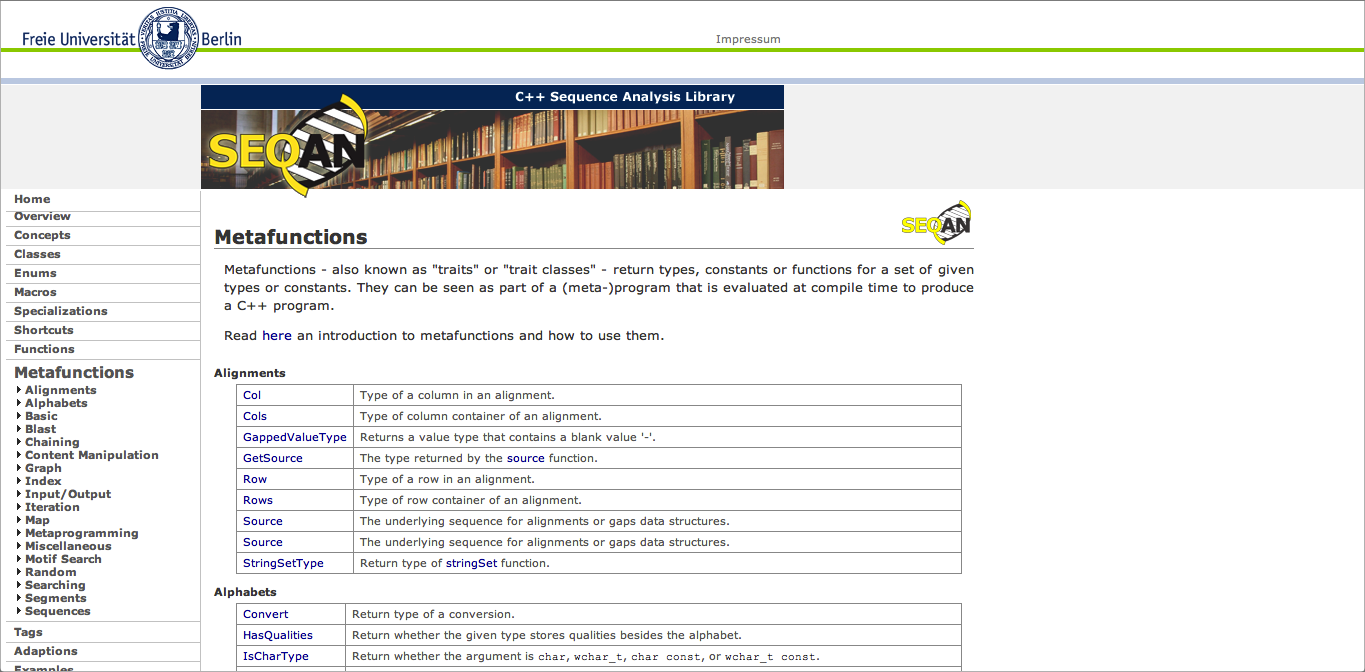 Freie Universität Berlin
Impressum
C++ Sequence Analysis Library
SEQAN
Home
Overview
Concepts
Classes
Enums
Macros
Specializations
Shortcuts
Functions
Metafunctions
Alignments
Alphabets
Basic
Blast
Chaining
Content Manipulation
Graph
Index
Input/Output
Iteration
Map
Metaprogramming
Miscellaneous
Motif Search
Random
Searching
Segments
Sequences
Tags
Adaptions
Examples
SEQAN
Metafunctions
Metafunctions - also known as "traits" or "trait classes" - return types, constants or functions for a set of given
types or constants. They can be seen as part of a (meta-)program that is evaluated at compile time to produce
a C++ program.
Read here an introduction to metafunctions and how to use them.
Alignments
Col Type of a column in an alignment.
Cols Type of column container of an alignment.
GappedValueType Returns a value type that contains a blank value '-'.
GetSource The type returned by the source function.
Row Type of a row in an alignment.
Rows Type of row container of an alignment.
Source The underlying sequence for alignments or gaps data structures.
Source The underlying sequence for alignments or gaps data structures.
StringSetType Return type of stringSet function.
Alphabets
Convert Return type of a conversion.
HasQualities Return whether the given type stores qualities besides the alphabet.
IsCharType Return whether the argument is char, wchar_t, char const, or wchar_t const.